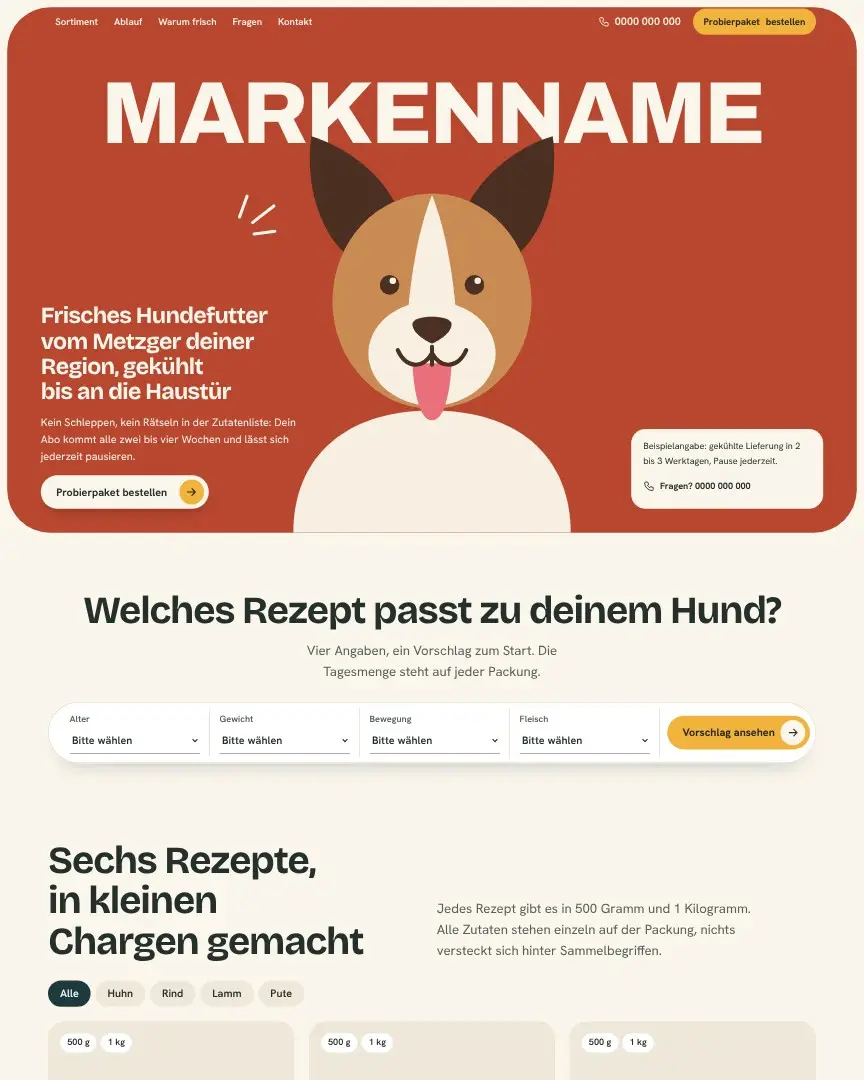 Sortiment Ablauf Warum frisch Fragen Kontakt 0000 000 000 Probierpaket bestellen
MARKENNAME
Frisches Hundefutter
vom Metzger deiner
Region, gekühlt
bis an die Haustür
Kein Schleppen, kein Rätseln in der Zutatenliste: Dein
Abo kommt alle zwei bis vier Wochen und lässt sich
jederzeit pausieren.
Probierpaket bestellen
Beispielangabe: gekühlte Lieferung in 2
bis 3 Werktagen, Pause jederzeit.
Fragen? 0000 000 000
Welches Rezept passt zu deinem Hund?
Vier Angaben, ein Vorschlag zum Start. Die
Tagesmenge steht auf jeder Packung.
Alter Gewicht Bewegung Fleisch
Bitte wählen Bitte wählen Bitte wählen Bitte wählen Vorschlag ansehen
Sechs Rezepte,
in kleinen
Chargen gemacht
Jedes Rezept gibt es in 500 Gramm und 1 Kilogramm.
Alle Zutaten stehen einzeln auf der Packung, nichts
versteckt sich hinter Sammelbegriffen.
Alle Huhn Rind Lamm Pute
500 g 1 kg 500 g 1 kg 500 g 1 kg